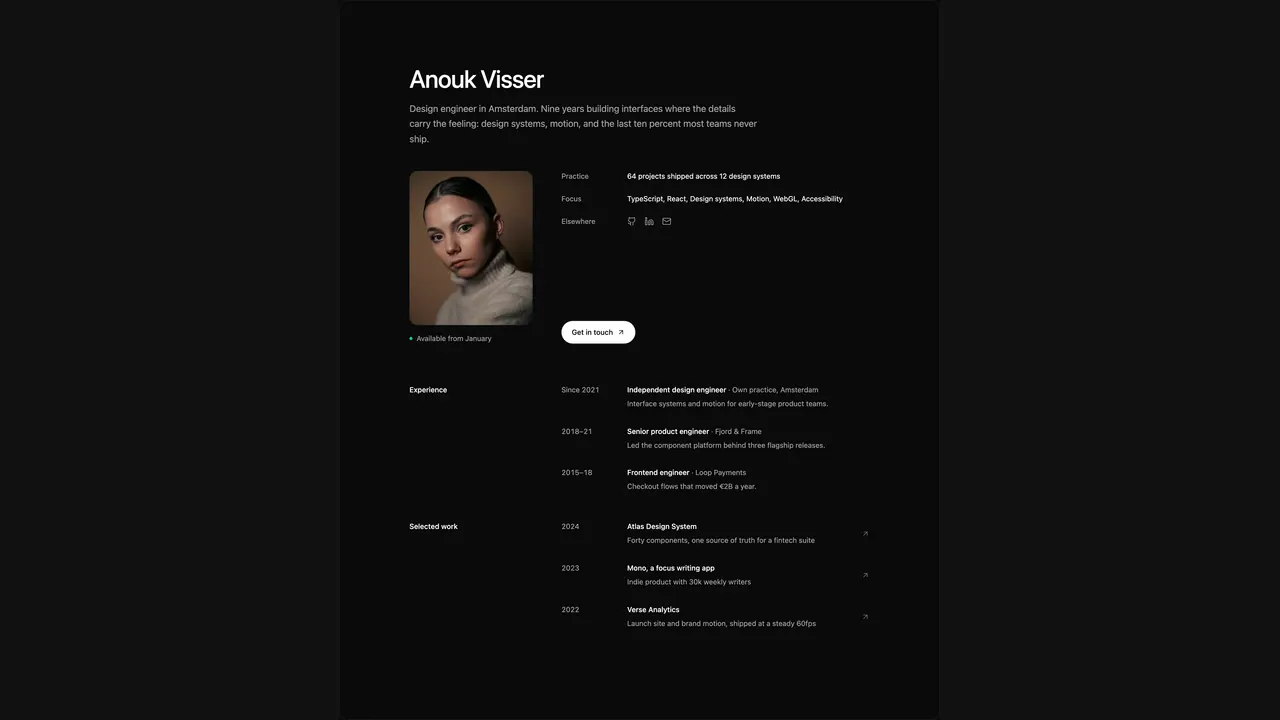 Anouk Visser
Design engineer in Amsterdam. Nine years building interfaces where the details
carry the feeling: design systems, motion, and the last ten percent most teams never
ship.
Practice 64 projects shipped across 12 design systems
Focus TypeScript, React, Design systems, Motion, WebGL, Accessibility
Elsewhere
Get in touch
Available from January
Experience Since 2021 Independent design engineer · Own practice, Amsterdam
Interface systems and motion for early-stage product teams.
2018–21 Senior product engineer · Fjord & Frame
Led the component platform behind three flagship releases.
2015–18 Frontend engineer · Loop Payments
Checkout flows that moved €2B a year.
Selected work 2024 Atlas Design System
Forty components, one source of truth for a fintech suite
2023 Mono, a focus writing app
Indie product with 30k weekly writers
2022 Verse Analytics
Launch site and brand motion, shipped at a steady 60fps